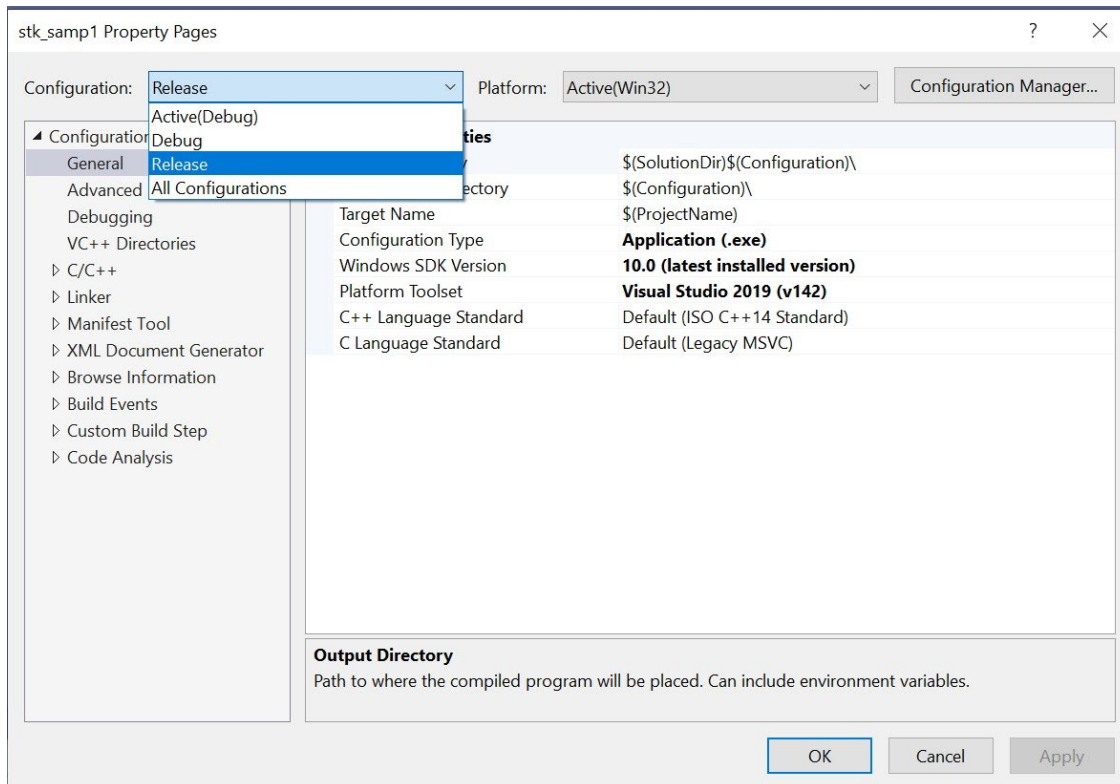 stk_samp1 Property Pages
?
Configuration: Release Platform: Active(Win32) Configuration Manager...
Active(Debug)
Debug
Release
All Configurations
Configuration
General
Advanced
Debugging
VC++ Directories
C/C++
Linker
Manifest Tool
XML Document Generator
Browse Information
Build Events
Custom Build Step
Code Analysis
ties
$(SolutionDir)$(Configuration)\
ectory $(Configuration)\
Target Name $(ProjectName)
Configuration Type Application (.exe)
Windows SDK Version 10.0 (latest installed version)
Platform Toolset Visual Studio 2019 (v142)
C++ Language Standard Default (ISO C++14 Standard)
C Language Standard Default (Legacy MSVC)
Output Directory
Path to where the compiled program will be placed. Can include environment variables.
OK Cancel Apply